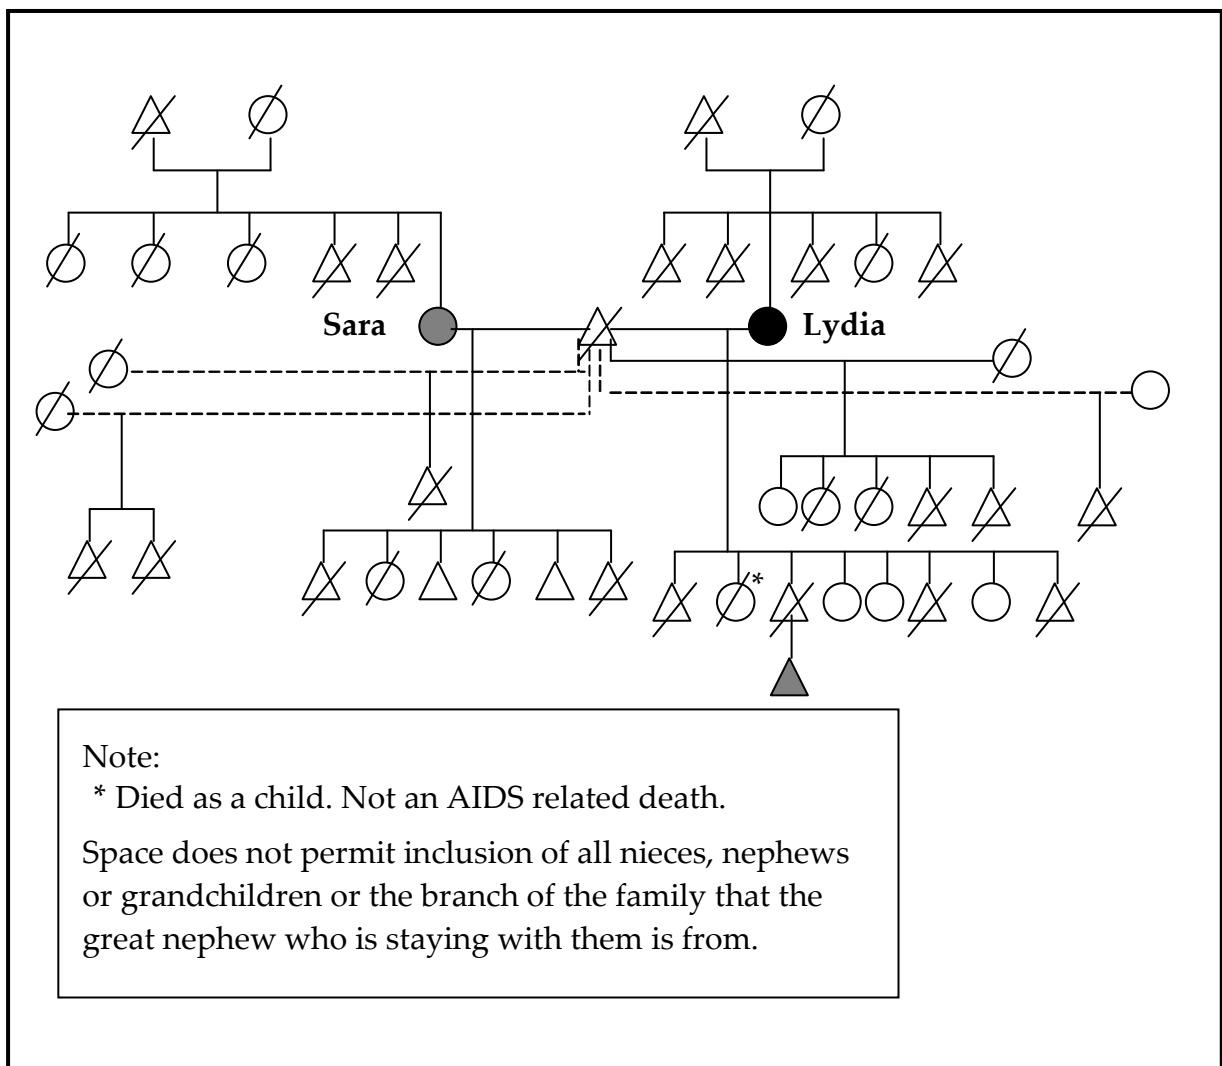 Sara
Lydia
*
Note:
* Died as a child. Not an AIDS related death.
Space does not permit inclusion of all nieces, nephews
or grandchildren or the branch of the family that the
great nephew who is staying with them is from.